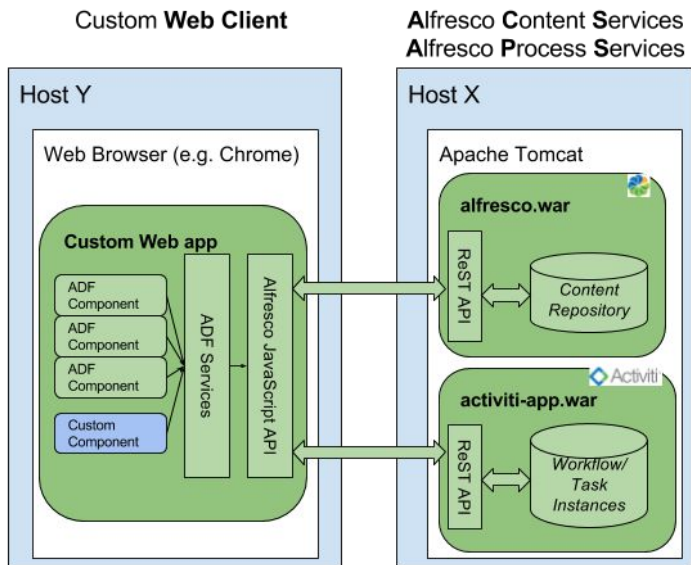 Custom Web Client
Alfresco Content Services
Alfresco Process Services
Host Y
Web Browser (e.g. Chrome)
Custom Web app
ADF
Component
ADF
Component
ADF
Component
Custom
Component
ADF Services
Alfresco JavaScript API
Host X
Apache Tomcat
alfresco.war
ReST API
Content
Repository
Activiti
activiti-app.war
ReST API
Workflow/
Task
Instances